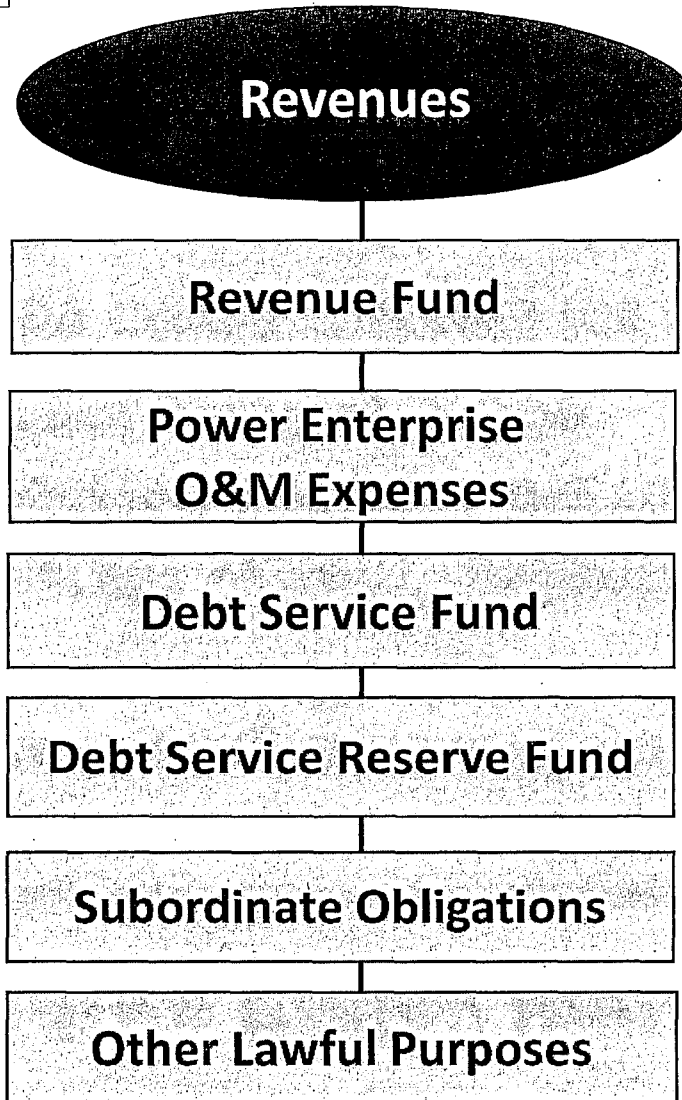 Revenues
Revenue Fund
Power Enterprise
O&M Expenses
Debt Service Fund
Debt Service Reserve Fund
Subordinate Obligations
Other Lawful Purposes